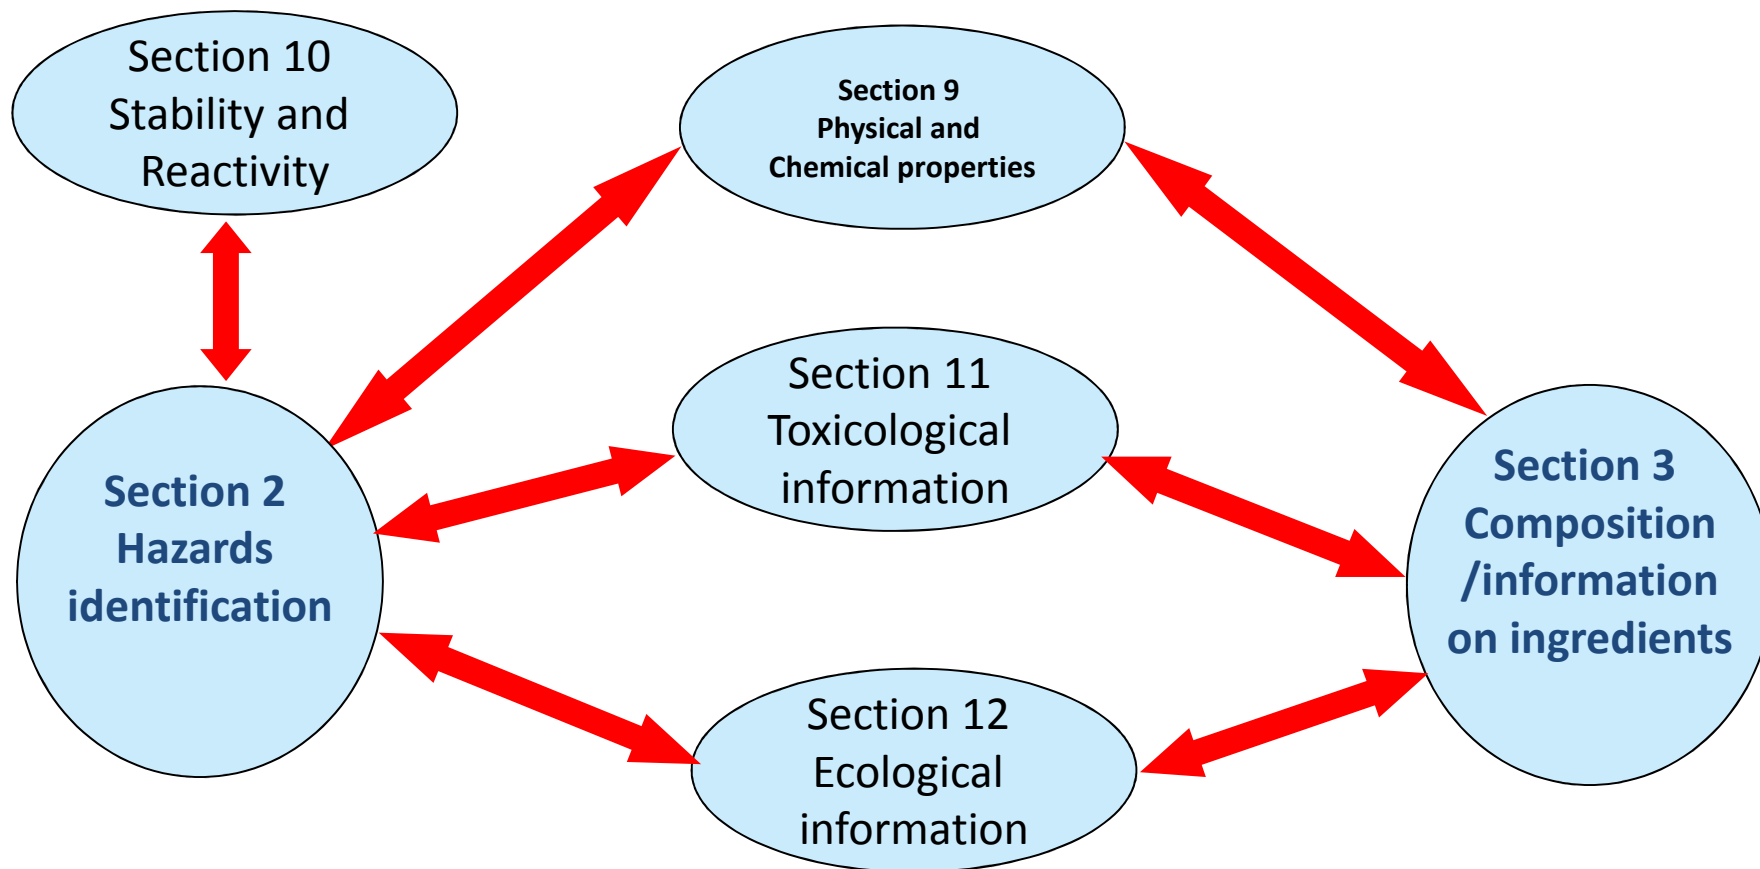 Section 10
Stability and
Reactivity
Section 9
Physical and
Chemical properties
Section 11
Toxicological
information
Section 2
Hazards
identification
Section 3
Composition
/information
on ingredients
Section 12
Ecological
information